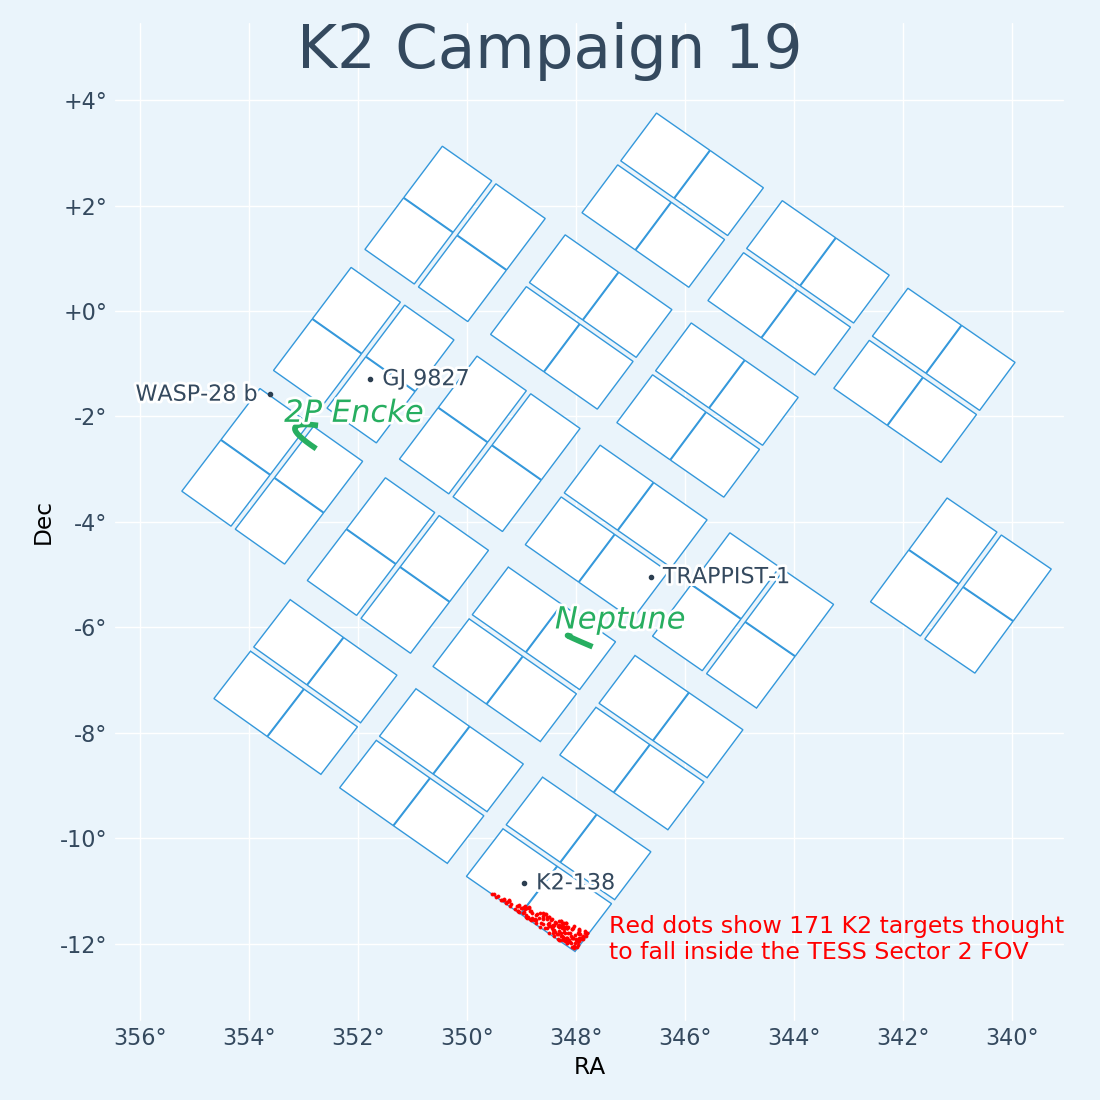 K2 Campaign 19
+4°
+2°
+0°
-2°
-4°
-6°
-8°
-10°
-12°
Dec
WASP-28 b
GJ 9827
2P Encke
TRAPPIST-1
Neptune
K2-138
Red dots show 171 K2 targets thought
to fall inside the TESS Sector 2 FOV
356° 354° 352° 350° 348° 346° 344° 342° 340°
RA